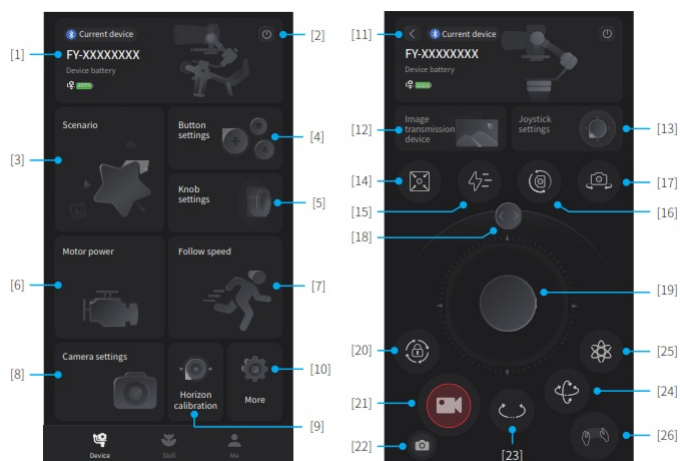 Current device
[1]
FY-XXXXXXXX
[2]
Device battery
Scenario
[3]
Button
settings
[4]
Knob
settings
[5]
Motor power
[6]
Follow speed
[7]
Camera settings
[8]
Horizon
calibration
[9]
More
[10]
Device
Skill
Me
[11]
Current device
FY-XXXXXXXX
Device battery
[12]
Image
transmission
device
Joystick
settings
[13]
[14]
[15]
[16]
[17]
[18]
[19]
[20]
[25]
[21]
[24]
[22]
[23]
[26]